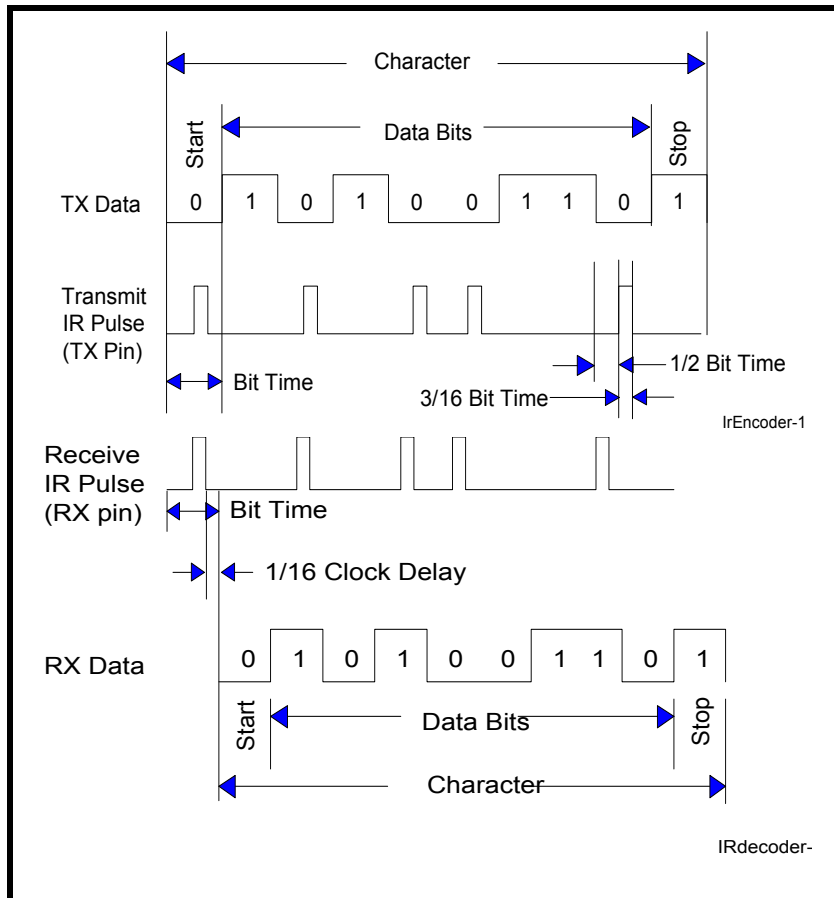 Character
Start
Data Bits
Stop
TX Data
0 1 0 1 0 0 1 1 0 1
Transmit
IR Pulse
(TX Pin)
Bit Time
1/2 Bit Time
3/16 Bit Time
IrEncoder-1
Receive
IR Pulse
(RX pin)
Bit Time
1/16 Clock Delay
RX Data
0 1 0 1 0 0 1 1 0 1
Start
Data Bits
Stop
Character
IRdecoder-